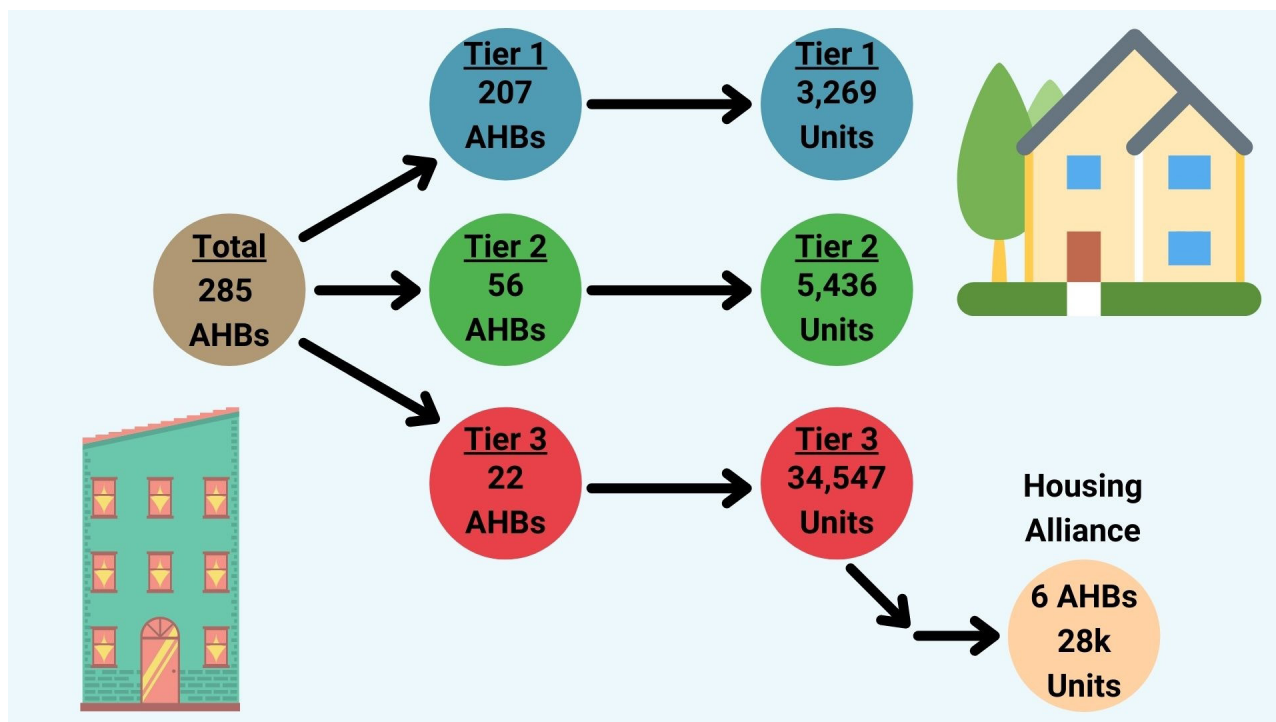 Total
285
AHBs
Tier 1
207
AHBs
Tier 1
3,269
Units
Tier 2
56
AHBs
Tier 2
5,436
Units
Tier 3
22
AHBs
Tier 3
34,547
Units
Housing
Alliance
6 AHBs
28k
Units